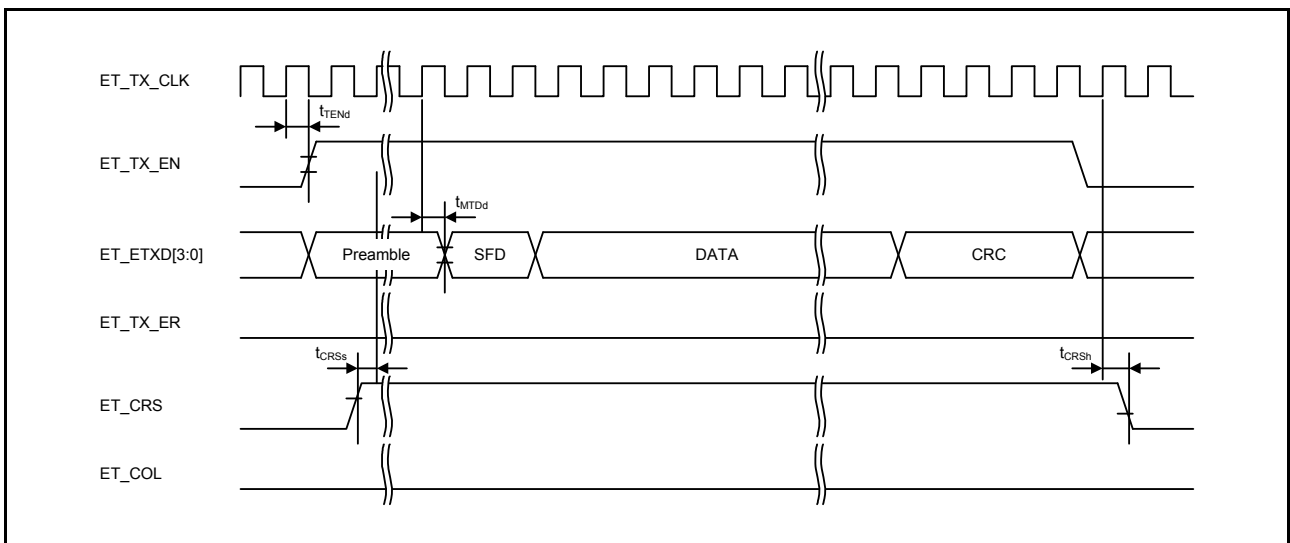 ET_TX_CLK
tTENd
ET_TX_EN
tMTDd
ET_ETXD[3:0]
Preamble
SFD
DATA
CRC
ET_TX_ER
tCRSs
tCRSh
ET_CRS
ET_COL